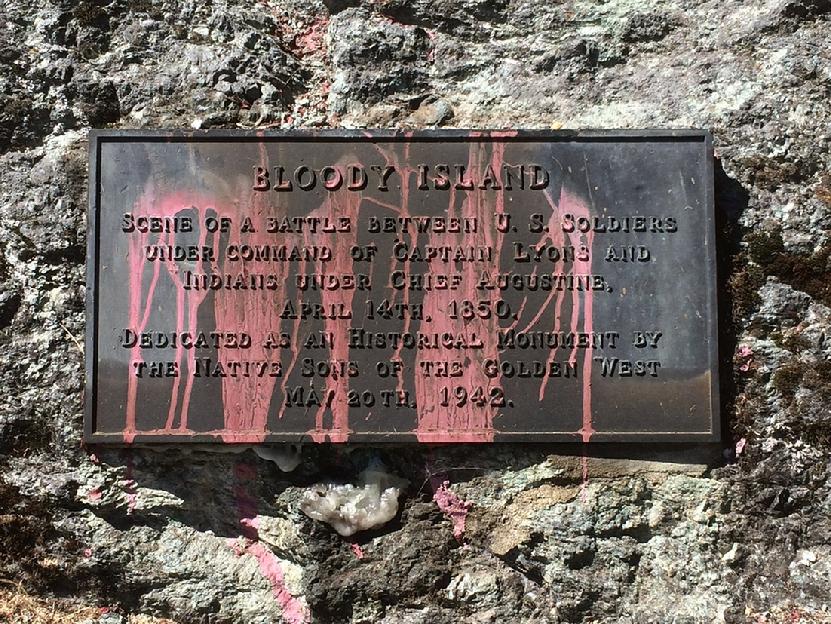 BLOODY ISLAND
SCENE OF A BATTLE BETWEEN U. S. SOLDIERS
UNDER COMMAND OF CAPTAIN LYONS AND
INDIANS UNDER CHIEF AUGUSTINE,
APRIL 14TH, 1850.
DEDICATED AS AN HISTORICAL MONUMENT BY
THE NATIVE SONS OF THE GOLDEN WEST
MAY 20TH, 1942.